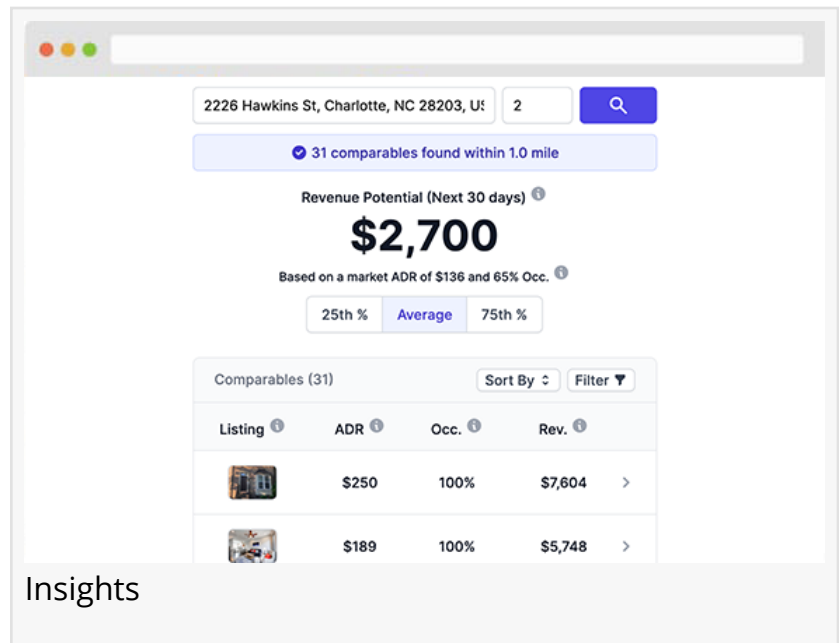 2226 Hawkins St, Charlotte, NC 28203, US 2
31 comparables found within 1.0 mile
Revenue Potential (Next 30 days)
$2,700
Based on a market ADR of $136 and 65% Occ.
25th % Average 75th %
Comparables (31) Sort By Filter
Listing ADR Occ. Rev.
$250 100% $7,604
$189 100% $5,748
Insights